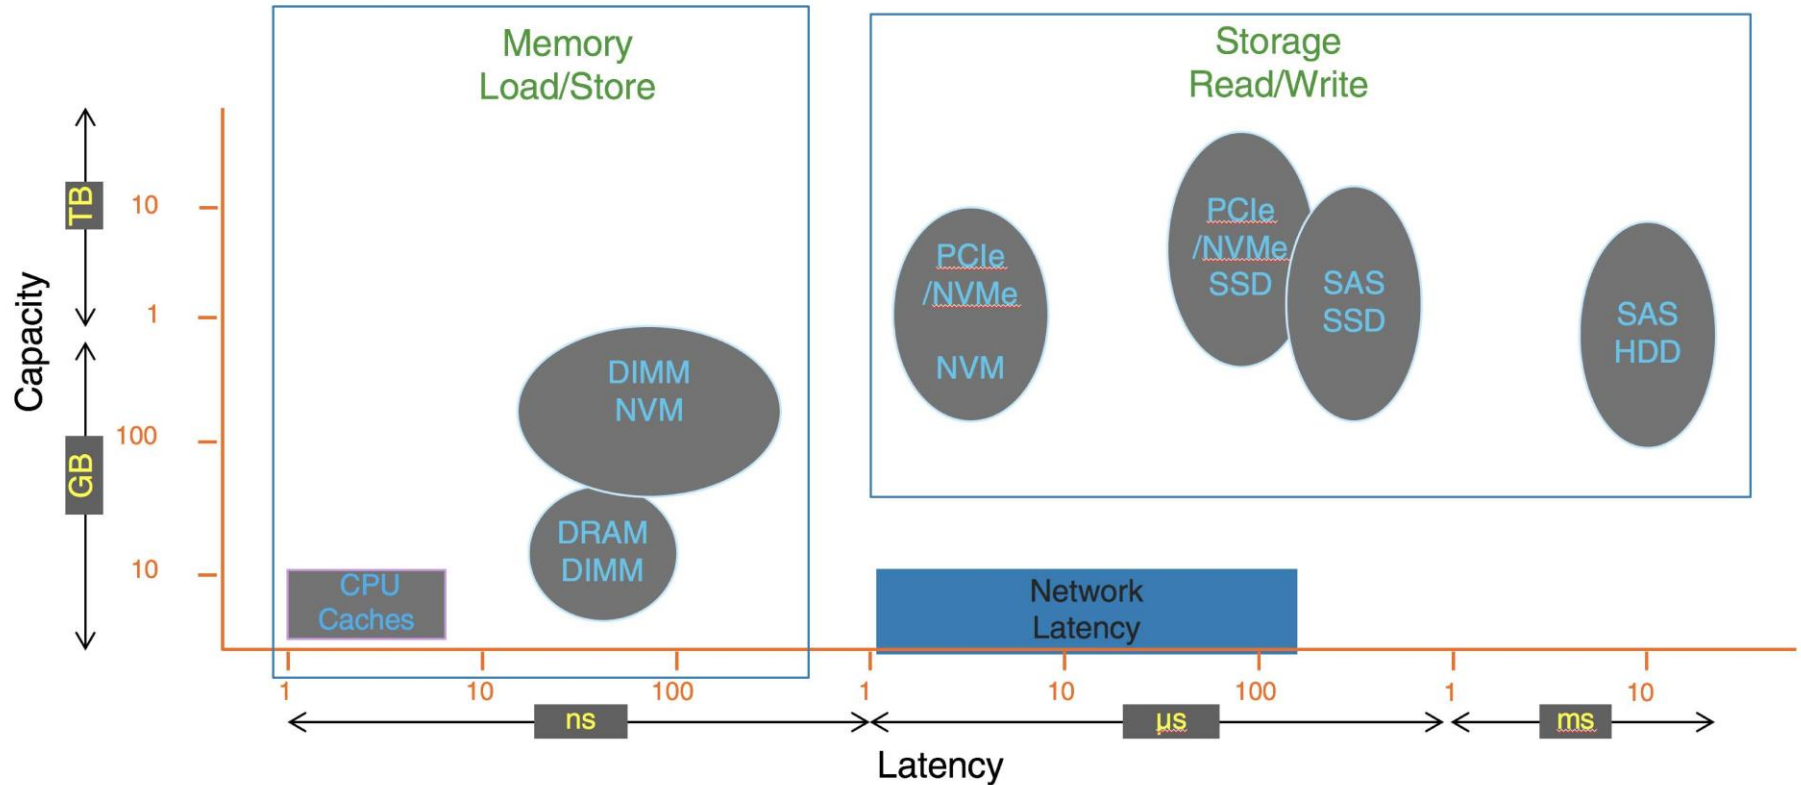 Memory
Load/Store
Storage
Read/Write
Capacity
TB
GB
10
1
100
10
PCIe
/NVMe
NVM
PCIe
/NVMe
SSD
SAS
SSD
SAS
HDD
DIMM
NVM
DRAM
DIMM
CPU
Caches
Network
Latency
1
10
100
1
10
100
1
10
ns
µs
ms
Latency